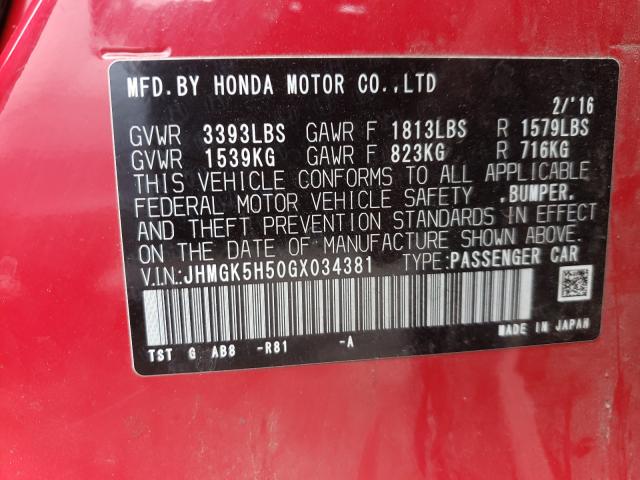 MFD.BY HONDA MOTOR CO.,LTD
2/'16
GVWR 3393LBS GAWR F 1813LBS R 1579LBS
GVWR 1539KG GAWR F 823KG R 716KG
THIS VEHICLE CONFORMS TO ALL APPLICABLE
FEDERAL MOTOR VEHICLE SAFETY ,BUMPER,
AND THEFT PREVENTION STANDARDS IN EFFECT
ON THE DATE OF MANUFACTURE SHOWN ABOVE.
V.I.N.:JHMGK5H50GX034381 TYPE:PASSENGER CAR
MADE IN JAPAN
TST G AB8 -R81 -A